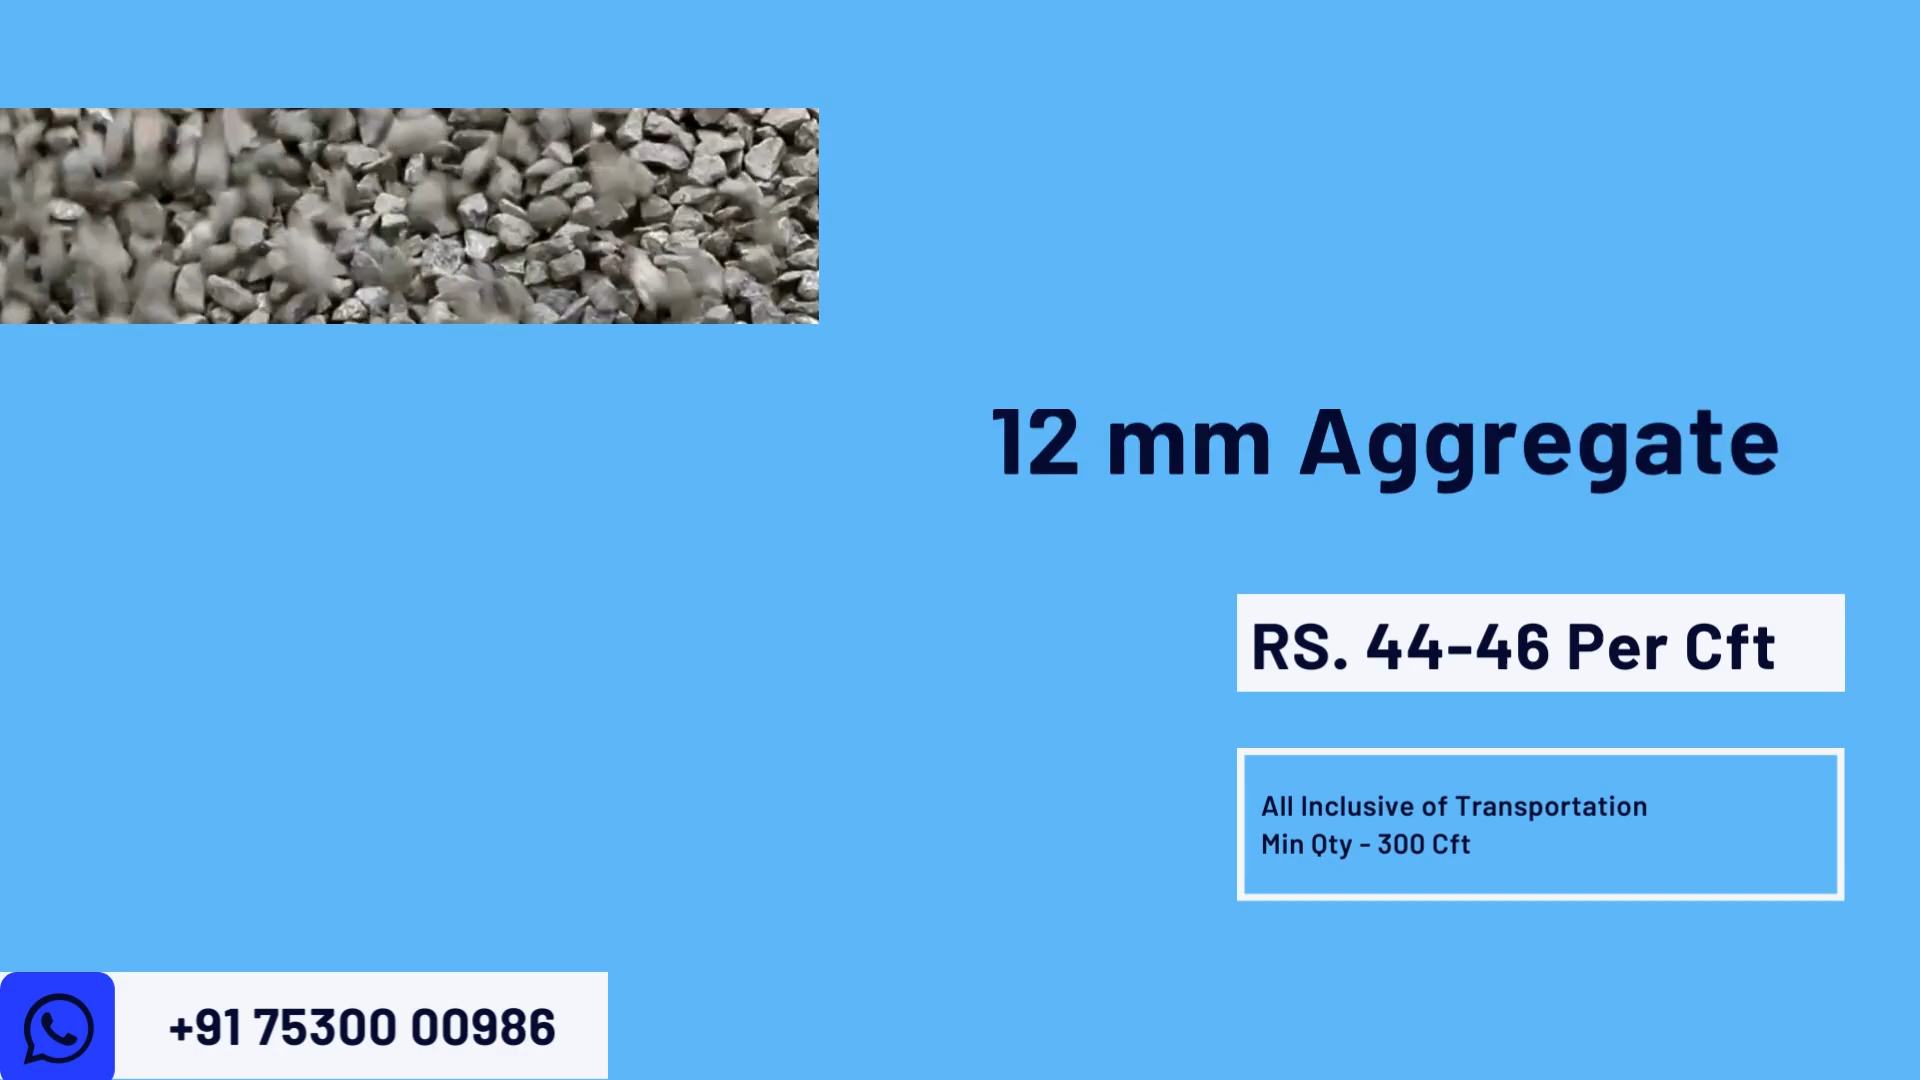 12 mm Aggregate
RS. 44-46 Per Cft
All Inclusive of Transportation
Min Qty - 300 Cft
+91 75300 00986